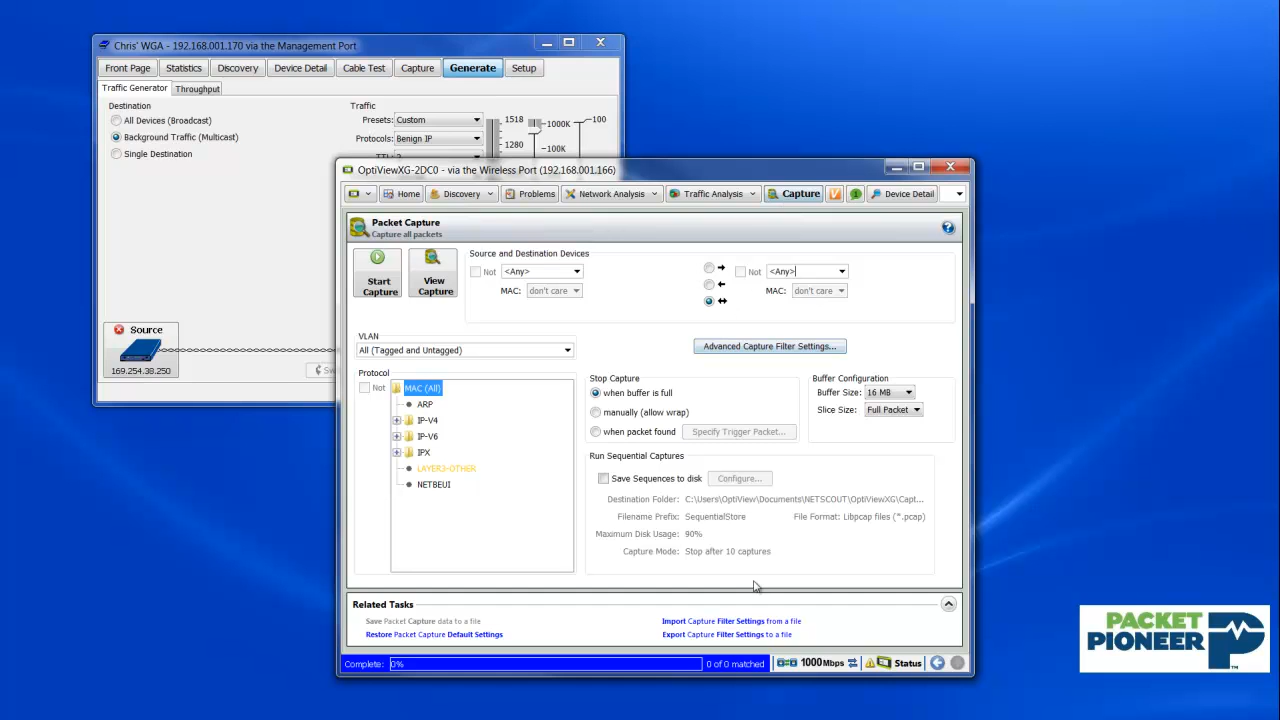 Chris' WGA - 192.168.001.170 via the Management Port
Front Page Statistics Discovery Device Detail Cable Test Capture Generate Setup
Traffic Generator Throughput
Destination
All Devices (Broadcast)
Background Traffic (Multicast)
Single Destination
Traffic
Presets: Custom
Protocols: Benign IP
1518
1280
1000K
100K
100
Source
169.254.38.250
OptiViewXG-2DC0 - via the Wireless Port (192.168.001.166)
Home Discovery Problems Network Analysis Traffic Analysis Capture Device Detail
Packet Capture
Capture all packets
Start Capture
View Capture
Source and Destination Devices
Not <Any> Not <Any>
MAC: don't care MAC: don't care
VLAN
All (Tagged and Untagged)
Advanced Capture Filter Settings...
Protocol
Not
MAC (All)
ARP
IP-V4
IP-V6
IPX
LAYER3-OTHER
NETBEUI
Stop Capture
when buffer is full
manually (allow wrap)
when packet found Specify Trigger Packet...
Buffer Configuration
Buffer Size: 16 MB
Slice Size: Full Packet
Run Sequential Captures
Save Sequences to disk Configure...
Destination Folder: C:\Users\OptiView\Documents\NETSCOUT\OptiViewXG\Capt...
Filename Prefix: SequentialStore File Format: Libpcap files (*.pcap)
Maximum Disk Usage: 90%
Capture Mode: Stop after 10 captures
Related Tasks
Save Packet Capture data to a file Import Capture Filter Settings from a file
Restore Packet Capture Default Settings Export Capture Filter Settings to a file
Complete: 0% 0 of 0 matched 1000Mbps Status
PACKET
PIONEER
TM